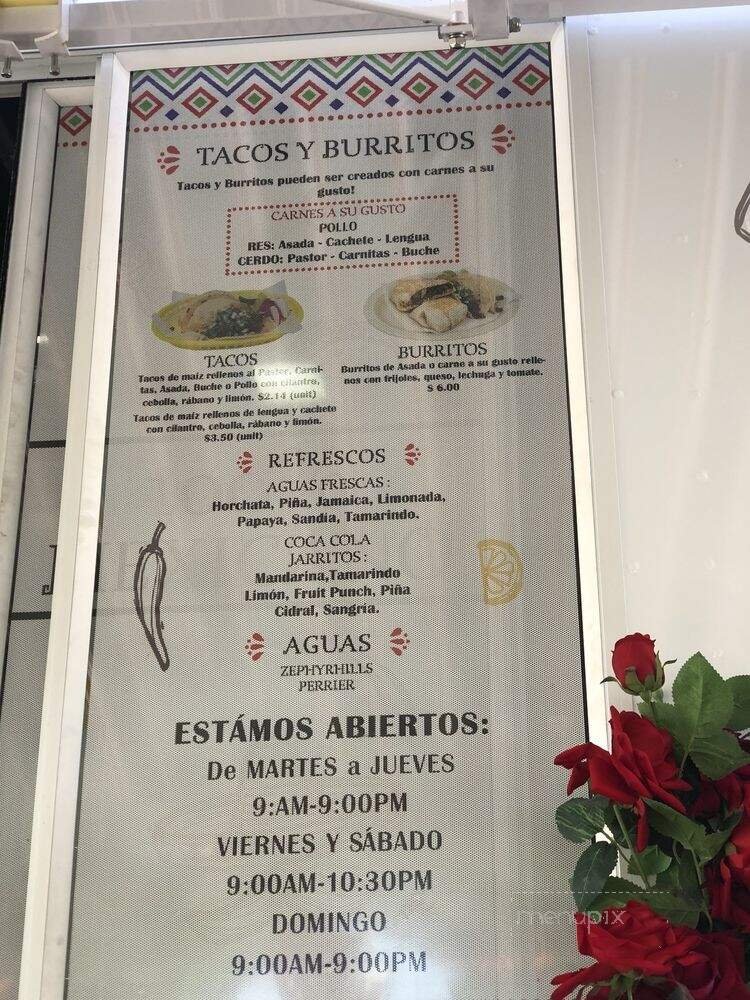 TACOS Y BURRITOS
Tacos y Burritos pueden ser creados con carnes a su
gusto!
CARNES A SU GUSTO
POLLO
RES: Asada - Cachete - Lengua
CERDO: Pastor - Carnitas - Buche
TACOS
Tacos de maíz rellenos al Pastor, Carni-
tas, Asada, Buche o Pollo con cilantro,
cebolla, rábano y limón. $2.14 (unit)
Tacos de maíz rellenos de lengua y cachete
con cilantro, cebolla, rábano y limón.
$3.50 (unit)
BURRITOS
Burritos de Asada o carne a su gusto relle-
nos con frijoles, queso, lechuga y tomate.
$ 6.00
REFRESCOS
AGUAS FRESCAS :
Horchata, Piña, Jamaica, Limonada,
Papaya, Sandía, Tamarindo.
COCA COLA
JARRITOS :
Mandarina,Tamarindo
Limón, Fruit Punch, Piña
Cidral, Sangría.
AGUAS
ZEPHYRHILLS
PERRIER
ESTÁMOS ABIERTOS:
De MARTES a JUEVES
9:AM-9:00PM
VIERNES Y SÁBADO
9:00AM-10:30PM
DOMINGO
9:00AM-9:00PM
menupix